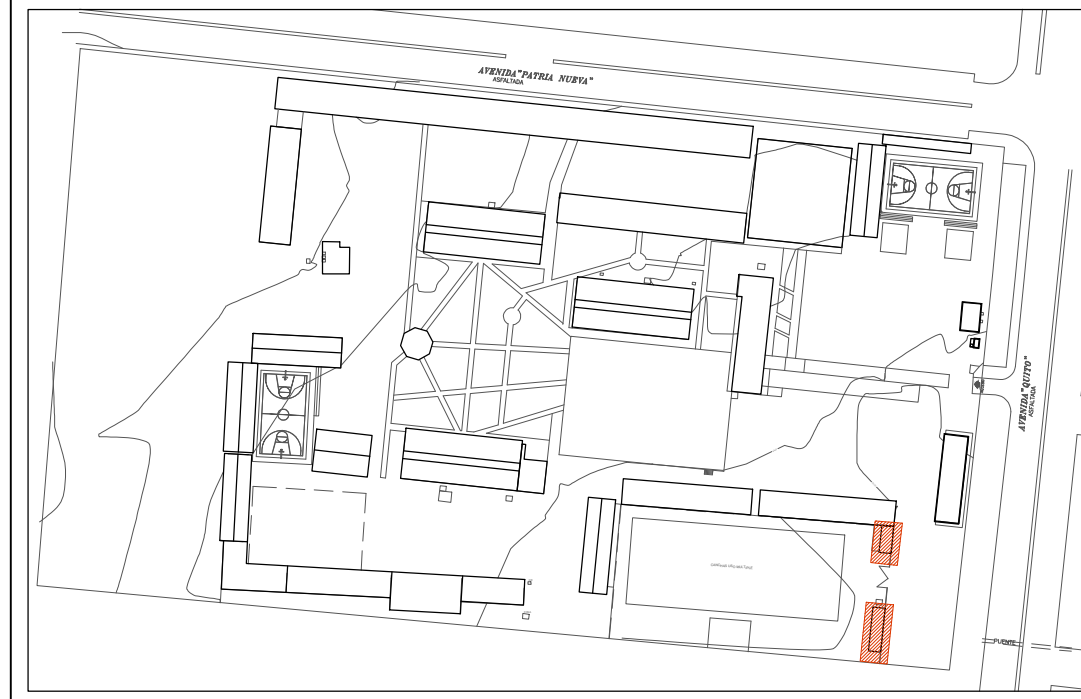 AVENIDA"PATRIA NUEVA"
ASFALTADA
AVENIDA"QUITO"
ASFALTADA
PUENTE